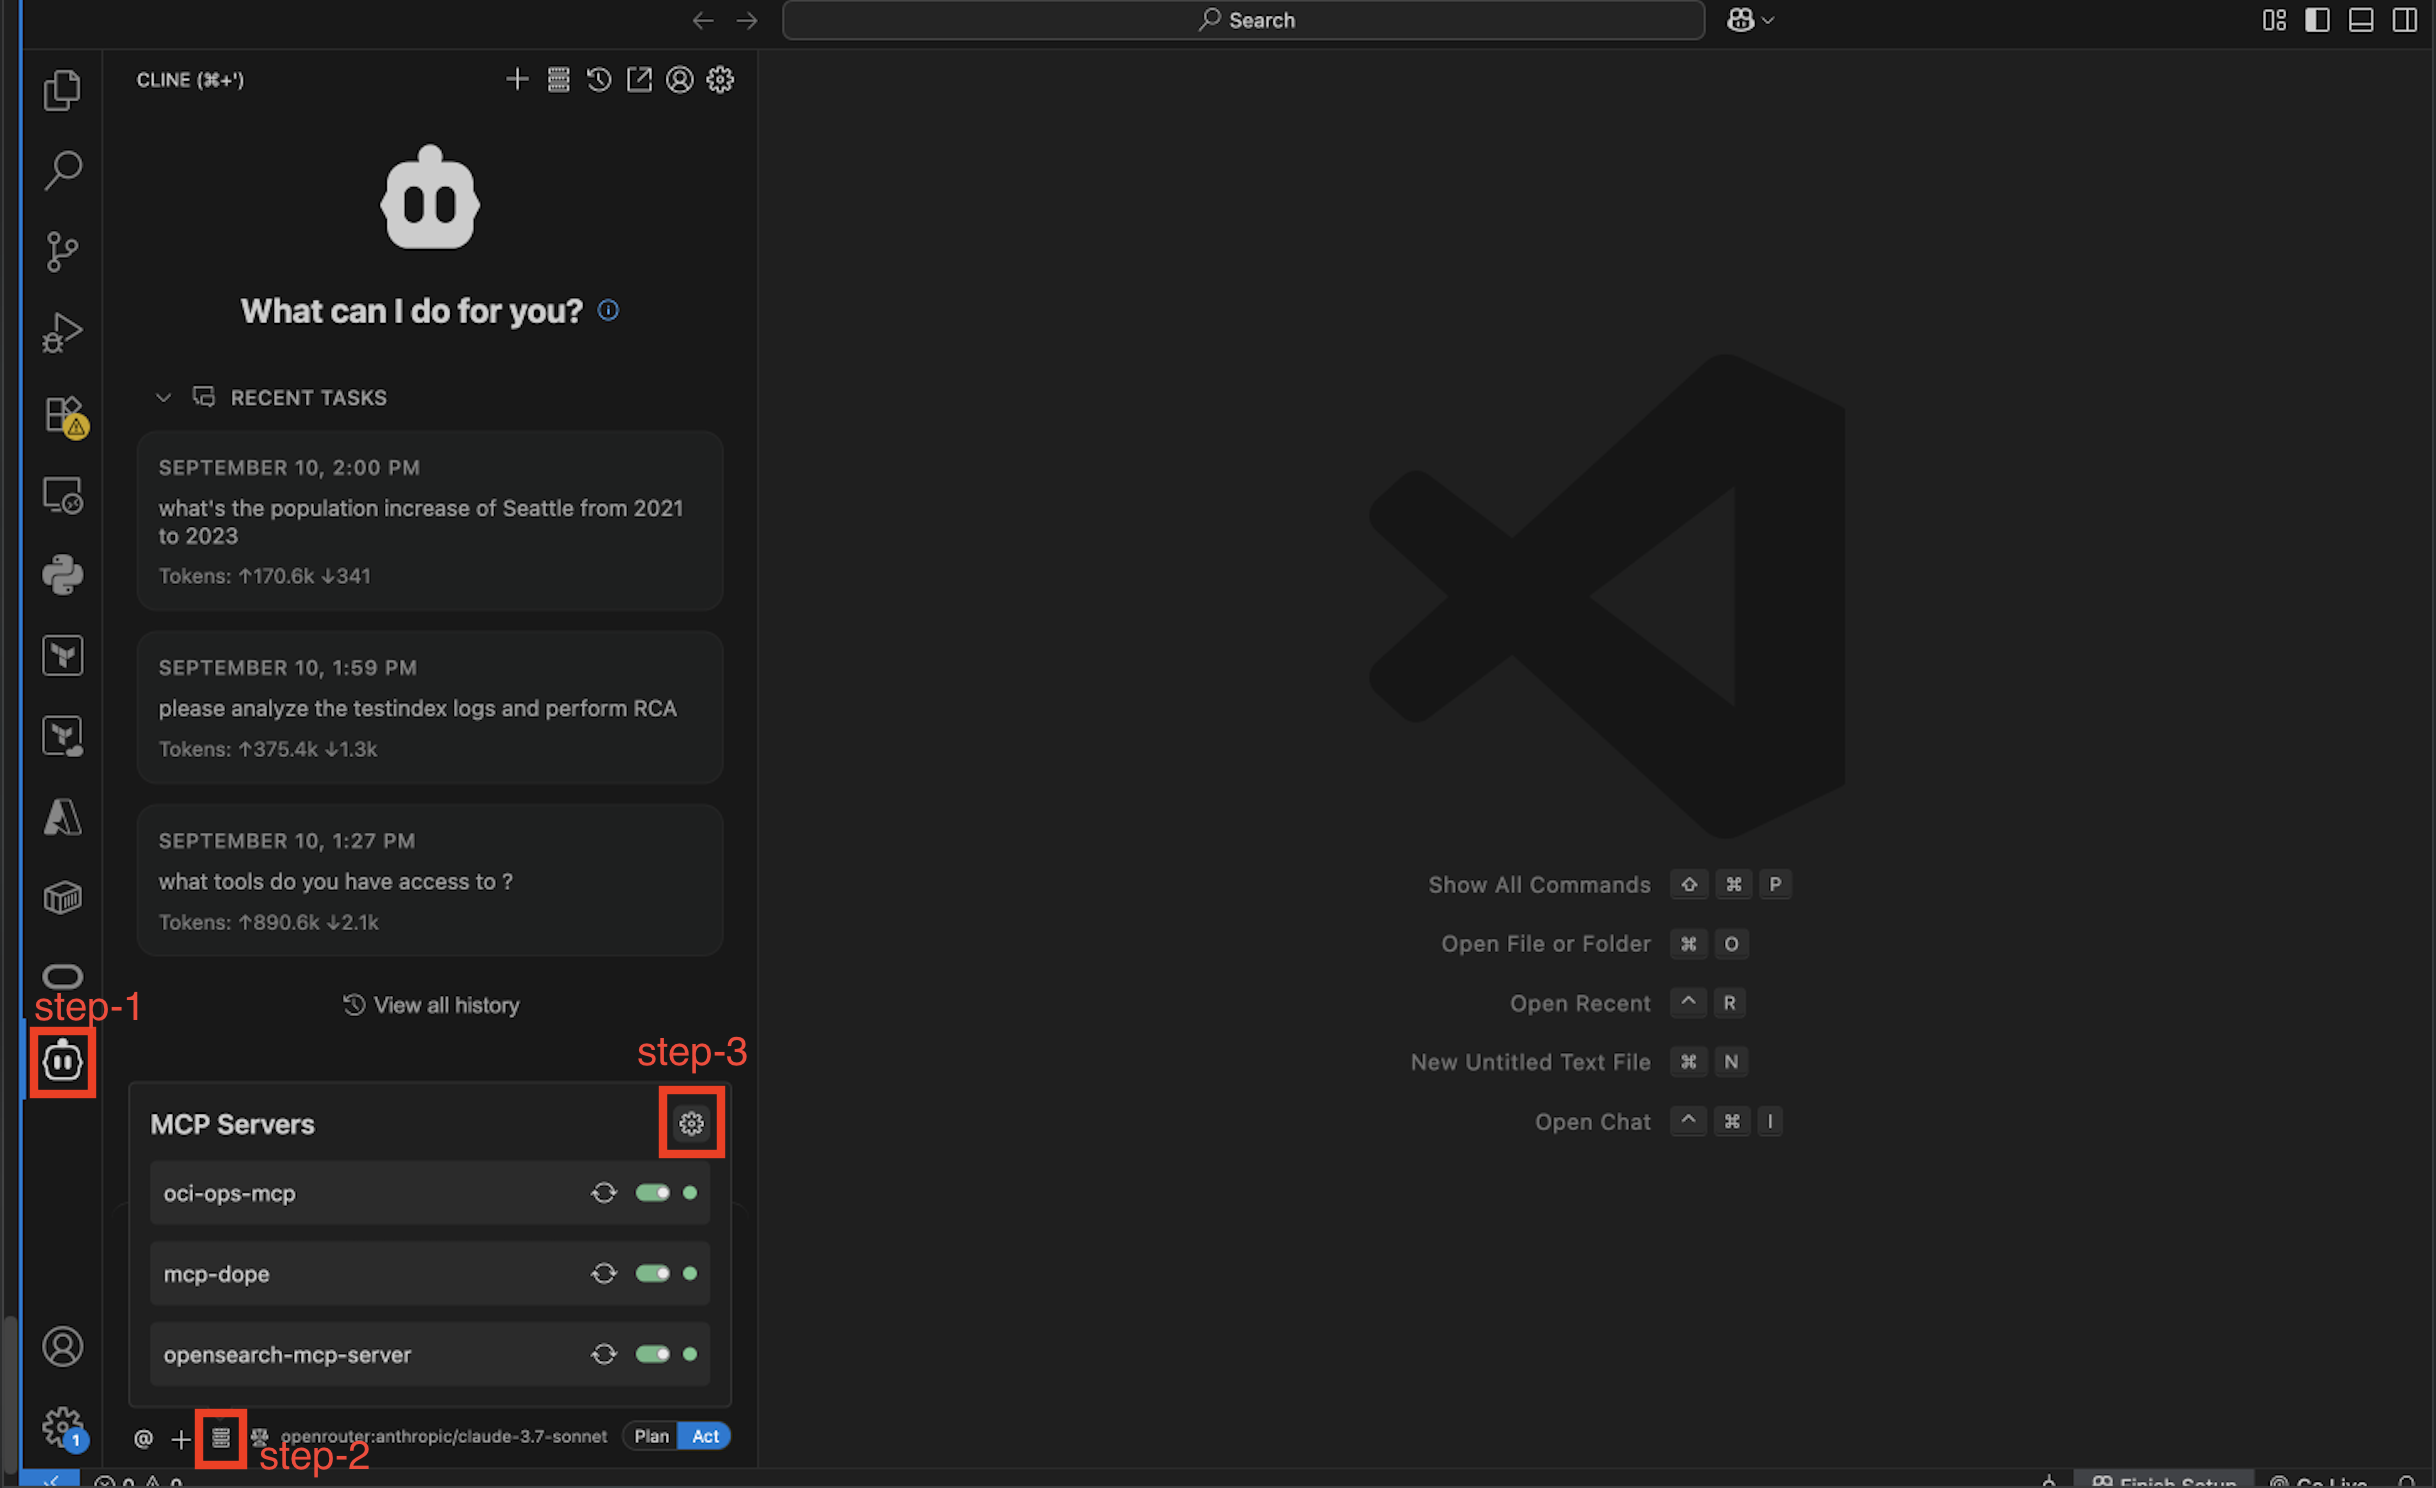 Search
CLINE (⌘+')
What can I do for you?
RECENT TASKS
SEPTEMBER 10, 2:00 PM
what's the population increase of Seattle from 2021
to 2023
Tokens: ↑170.6k ↓341
SEPTEMBER 10, 1:59 PM
please analyze the testindex logs and perform RCA
Tokens: ↑375.4k ↓1.3k
SEPTEMBER 10, 1:27 PM
what tools do you have access to ?
Tokens: ↑890.6k ↓2.1k
View all history
step-1
step-3
MCP Servers
oci-ops-mcp
mcp-dope
opensearch-mcp-server
1
@ + openrouter:anthropic/claude-3.7-sonnet Plan Act
step-2
Show All Commands ⇧ ⌘ P
Open File or Folder ⌘ O
Open Recent ^ R
New Untitled Text File ⌘ N
Open Chat ^ ⌘ I
Finish Setup
Go Live